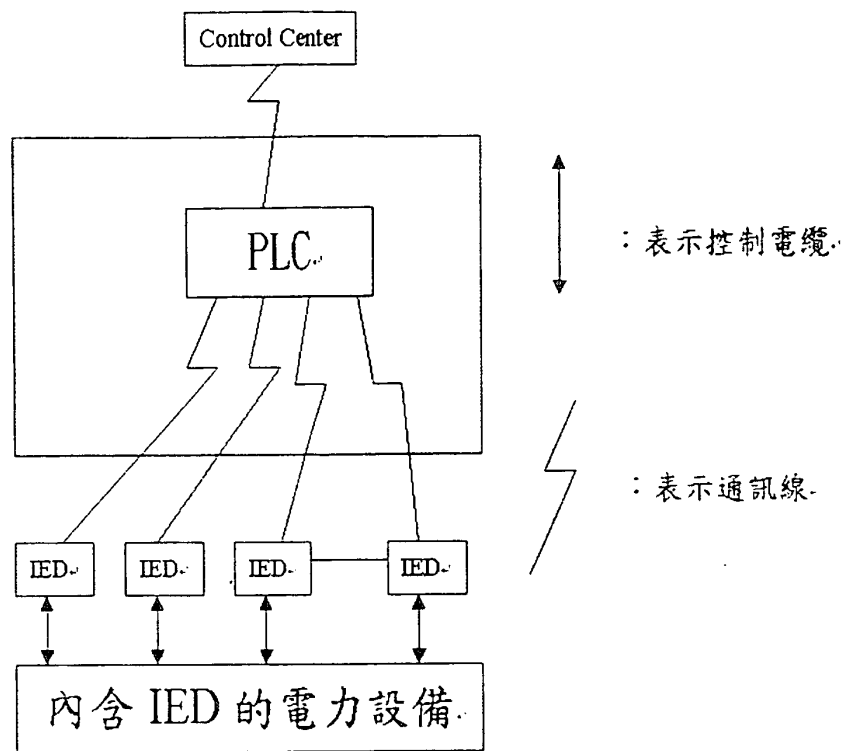 Control Center
PLC
：表示控制電纜
：表示通訊線
IED
IED
IED
IED
內含 IED 的電力設備